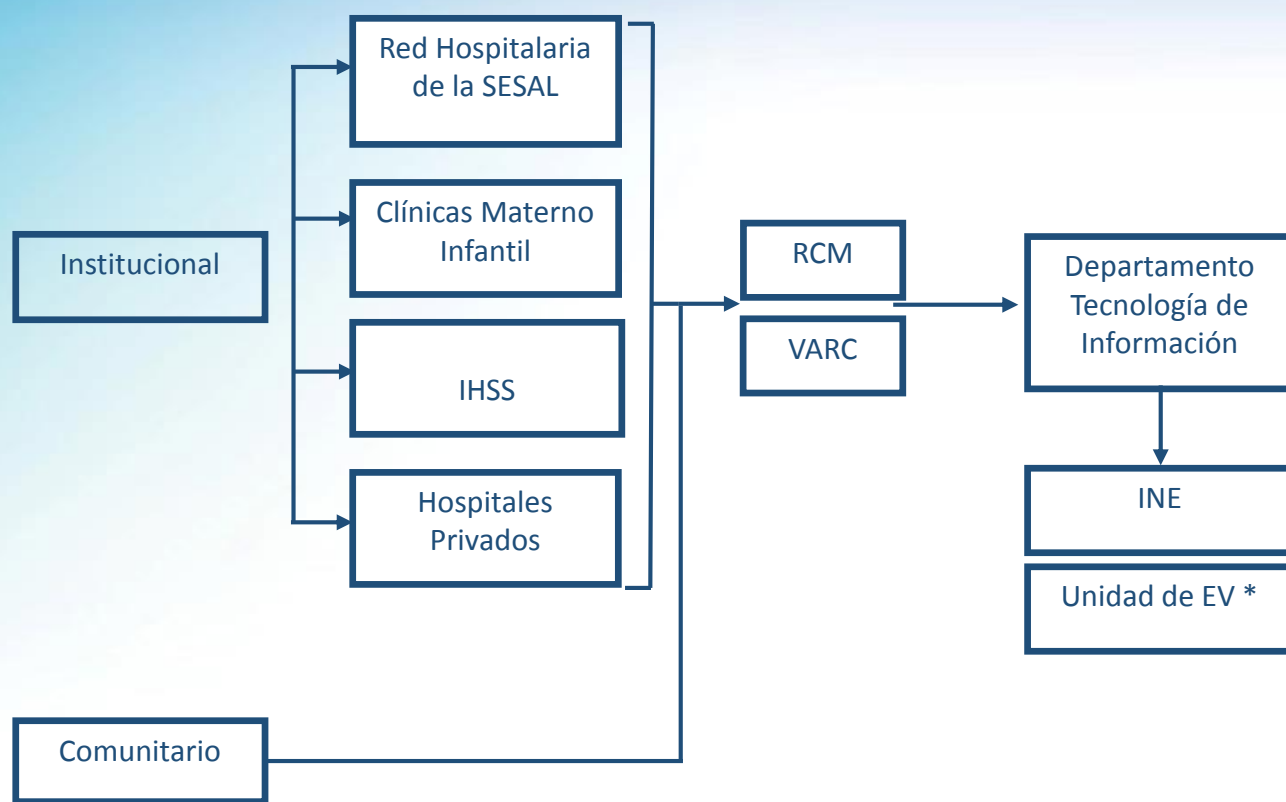 Red Hospitalaria
de la SESAL
Clínicas Materno
Infantil
Institucional
IHSS
Hospitales
Privados
RCM
VARC
Departamento
Tecnología de
Información
INE
Unidad de EV *
Comunitario